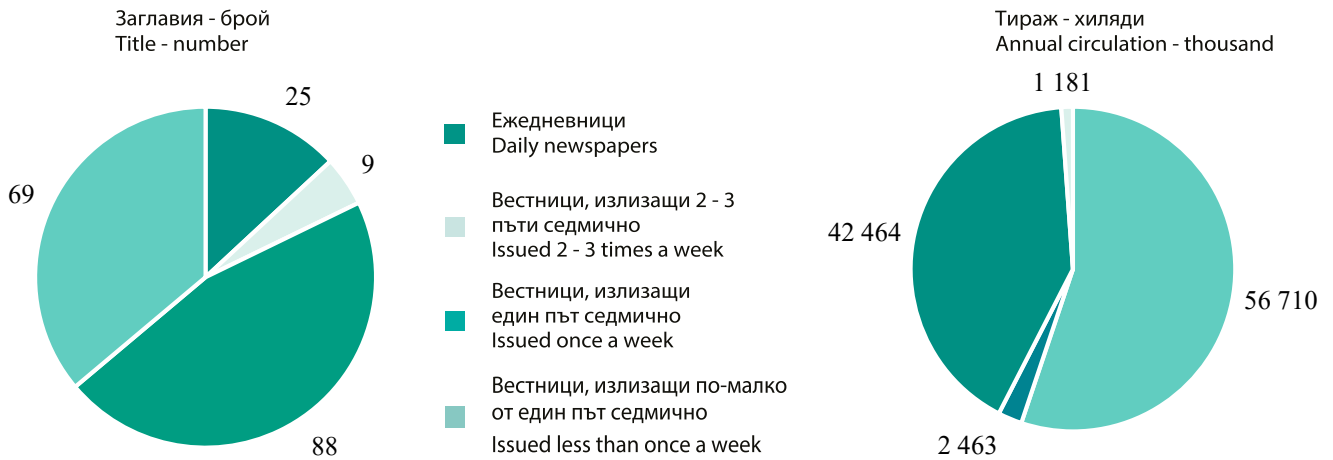 Заглавия - брой
Title - number
25
9
69
88
Ежедневници
Daily newspapers
Вестници, излизащи 2 - 3
пъти седмично
Issued 2 - 3 times a week
Вестници, излизащи
един път седмично
Issued once a week
Вестници, излизащи по-малко
от един път седмично
Issued less than once a week
Тираж - хиляди
Annual circulation - thousand
1 181
42 464
56 710
2 463